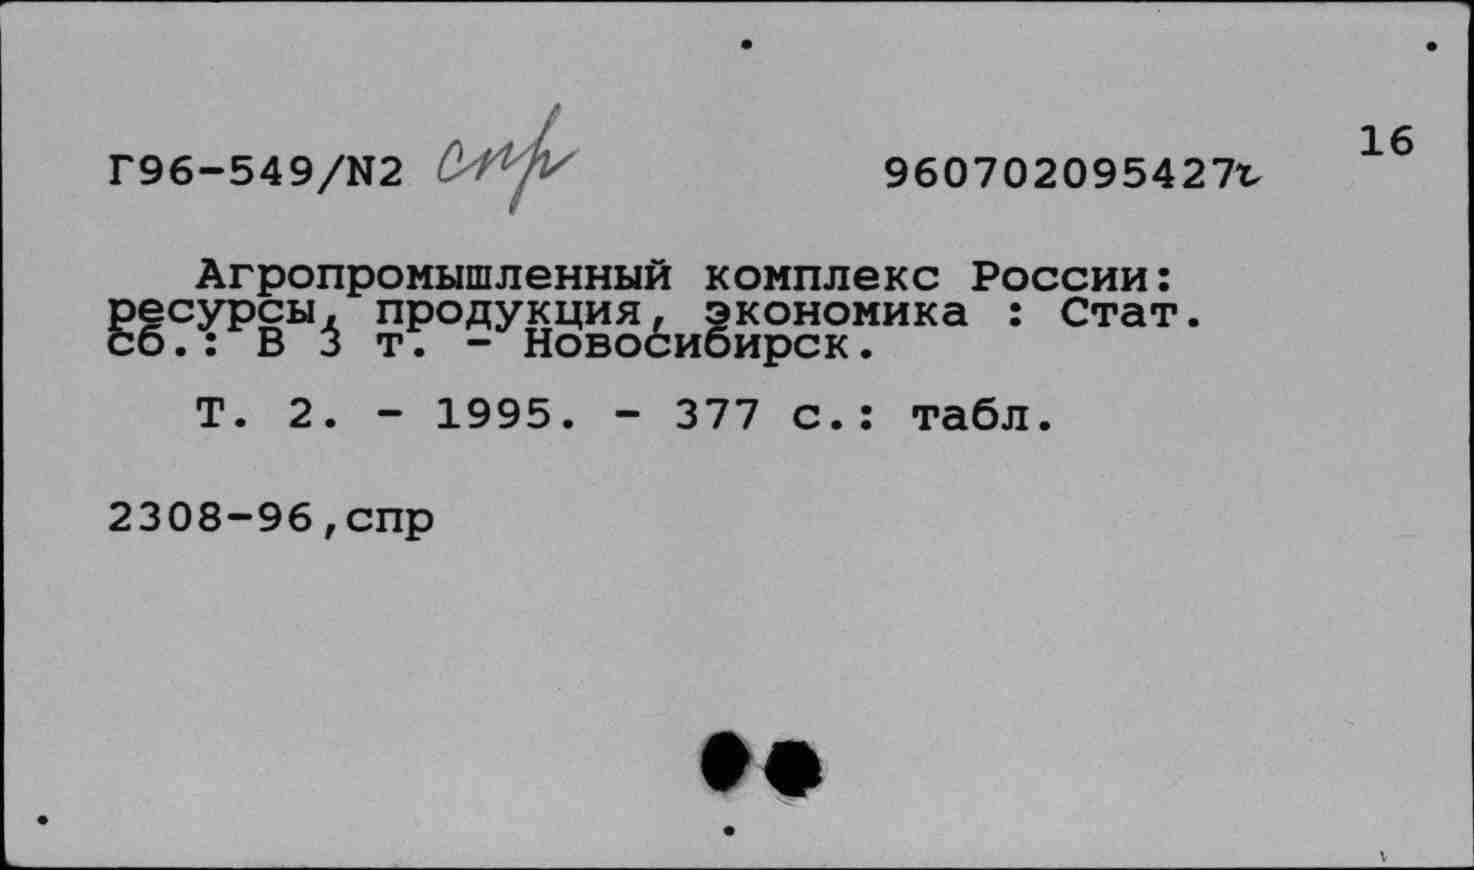 Г96-549/N2 спр 960702095427г 16
Агропромышленный комплекс России:
ресурсы, продукция, экономика : Стат.
сб.: В 3 т. - Новосибирск.
Т. 2. - 1995. - 377 с.: табл.
2308-96,спр